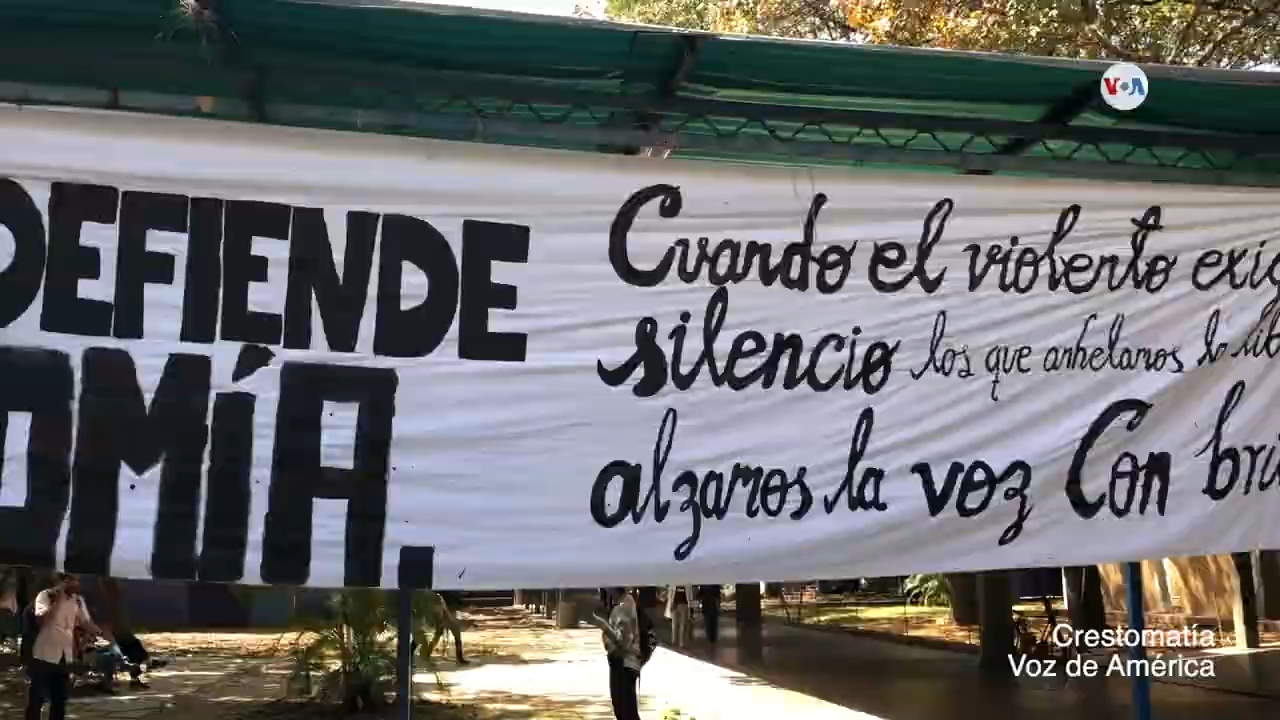 VOA
DEFIENDE
OMÍA.
Cuando el violento exig
silencio los que anhelamos la lib
alzamos la voz Con bri
Crestomatía
Voz de América